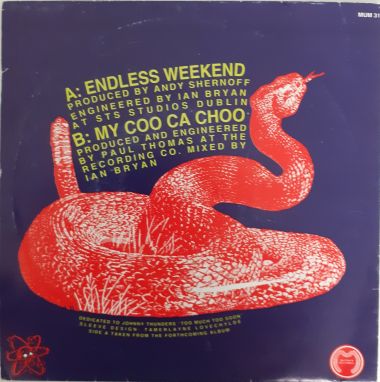 MUM 31
A: ENDLESS WEEKEND
PRODUCED BY ANDY SHERNOFF
ENGINEERED BY IAN BRYAN
AT STS STUDIOS DUBLIN
B: MY COO CA CHOO
PRODUCED AND ENGINEERED
BY PAUL THOMAS AT THE
RECORDING CO. MIXED BY
IAN BRYAN
DEDICATED TO JOHNNY THUNDERS · TOO MUCH TOO SOON
SLEEVE DESIGN TAMERLAYNE LOVECHYLDE
SIDE A TAKEN FROM THE FORTHCOMING ALBUM